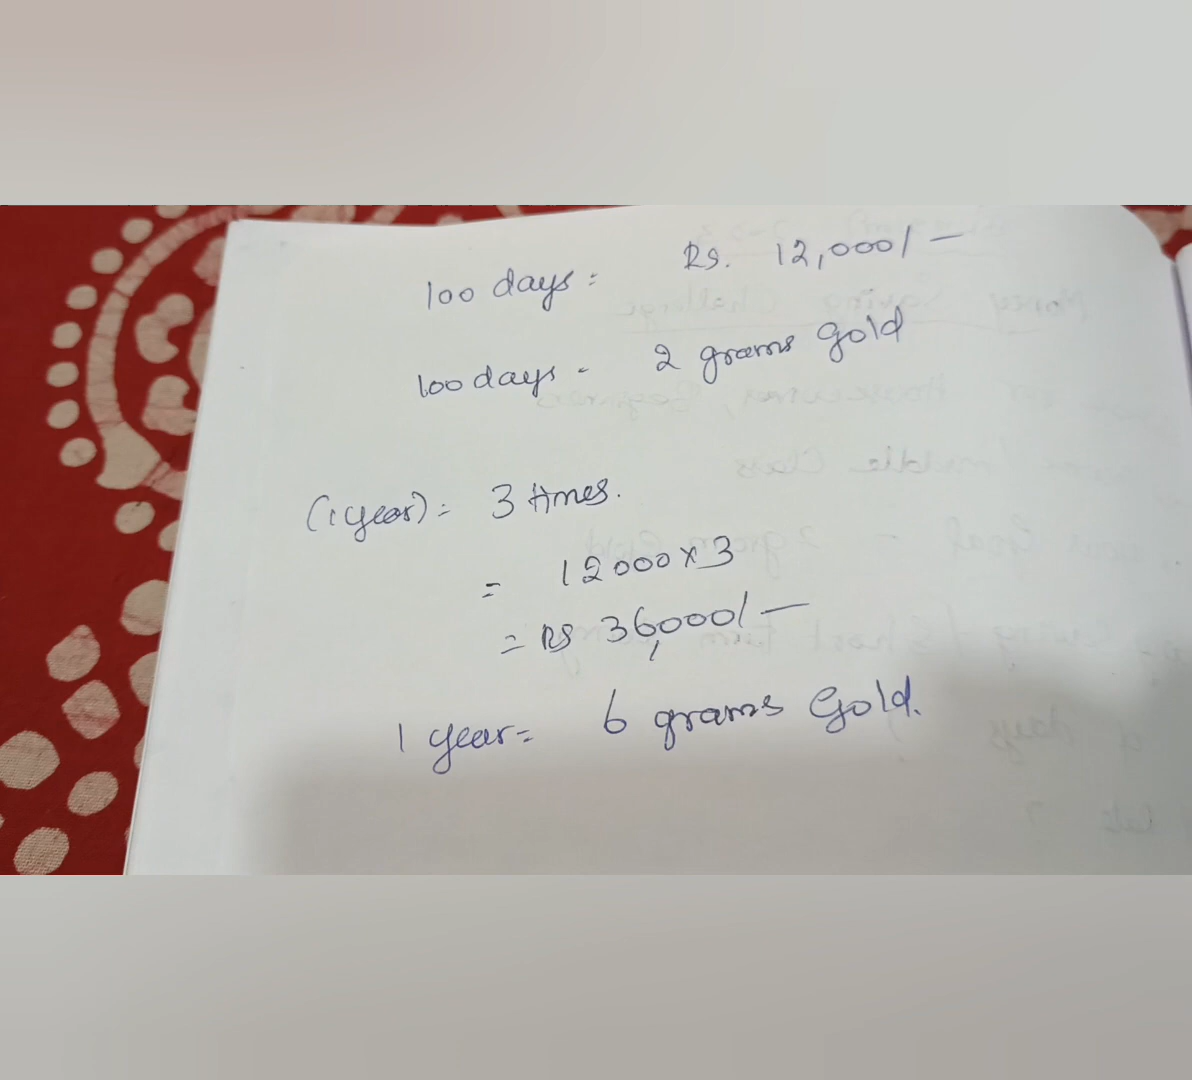 100 days = Rs. 12,000/-
100 days - 2 grams gold
(1 year) = 3 times.
= 12000 x 3
= Rs 36,000/-
1 year = 6 grams Gold.